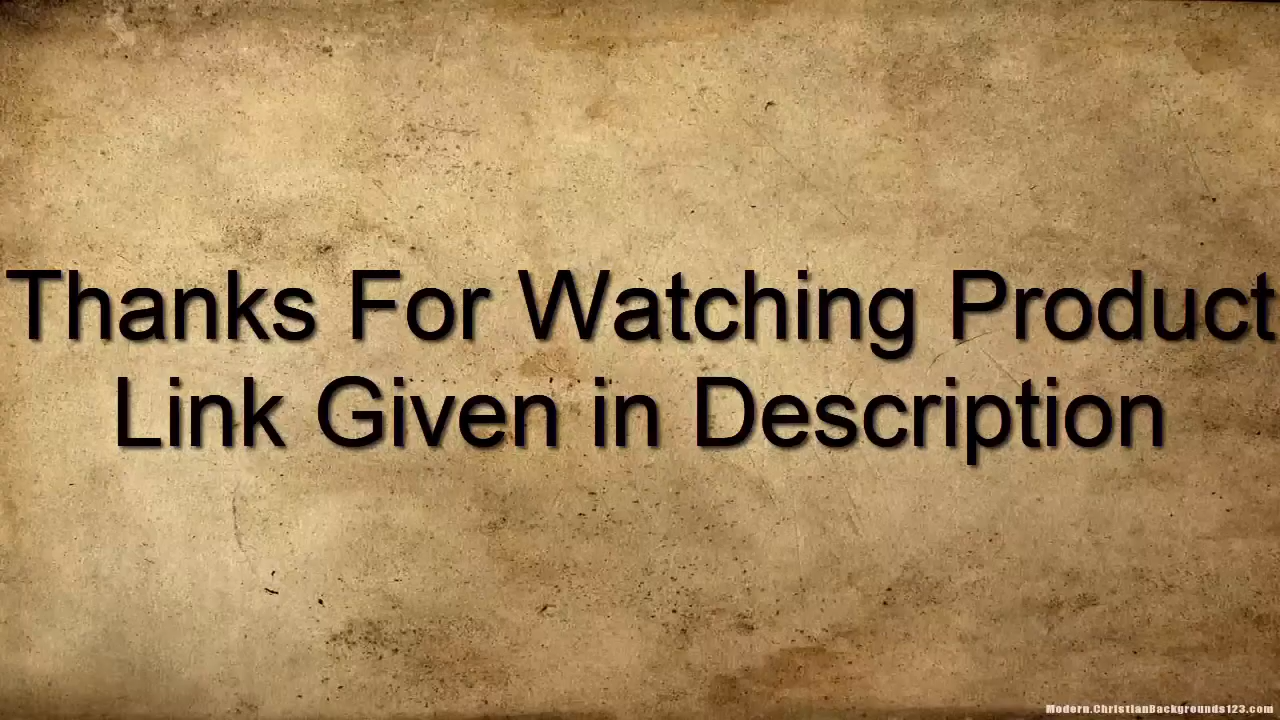 Thanks For Watching Product
Link Given in Description
Modern.ChristianBackgrounds123.com